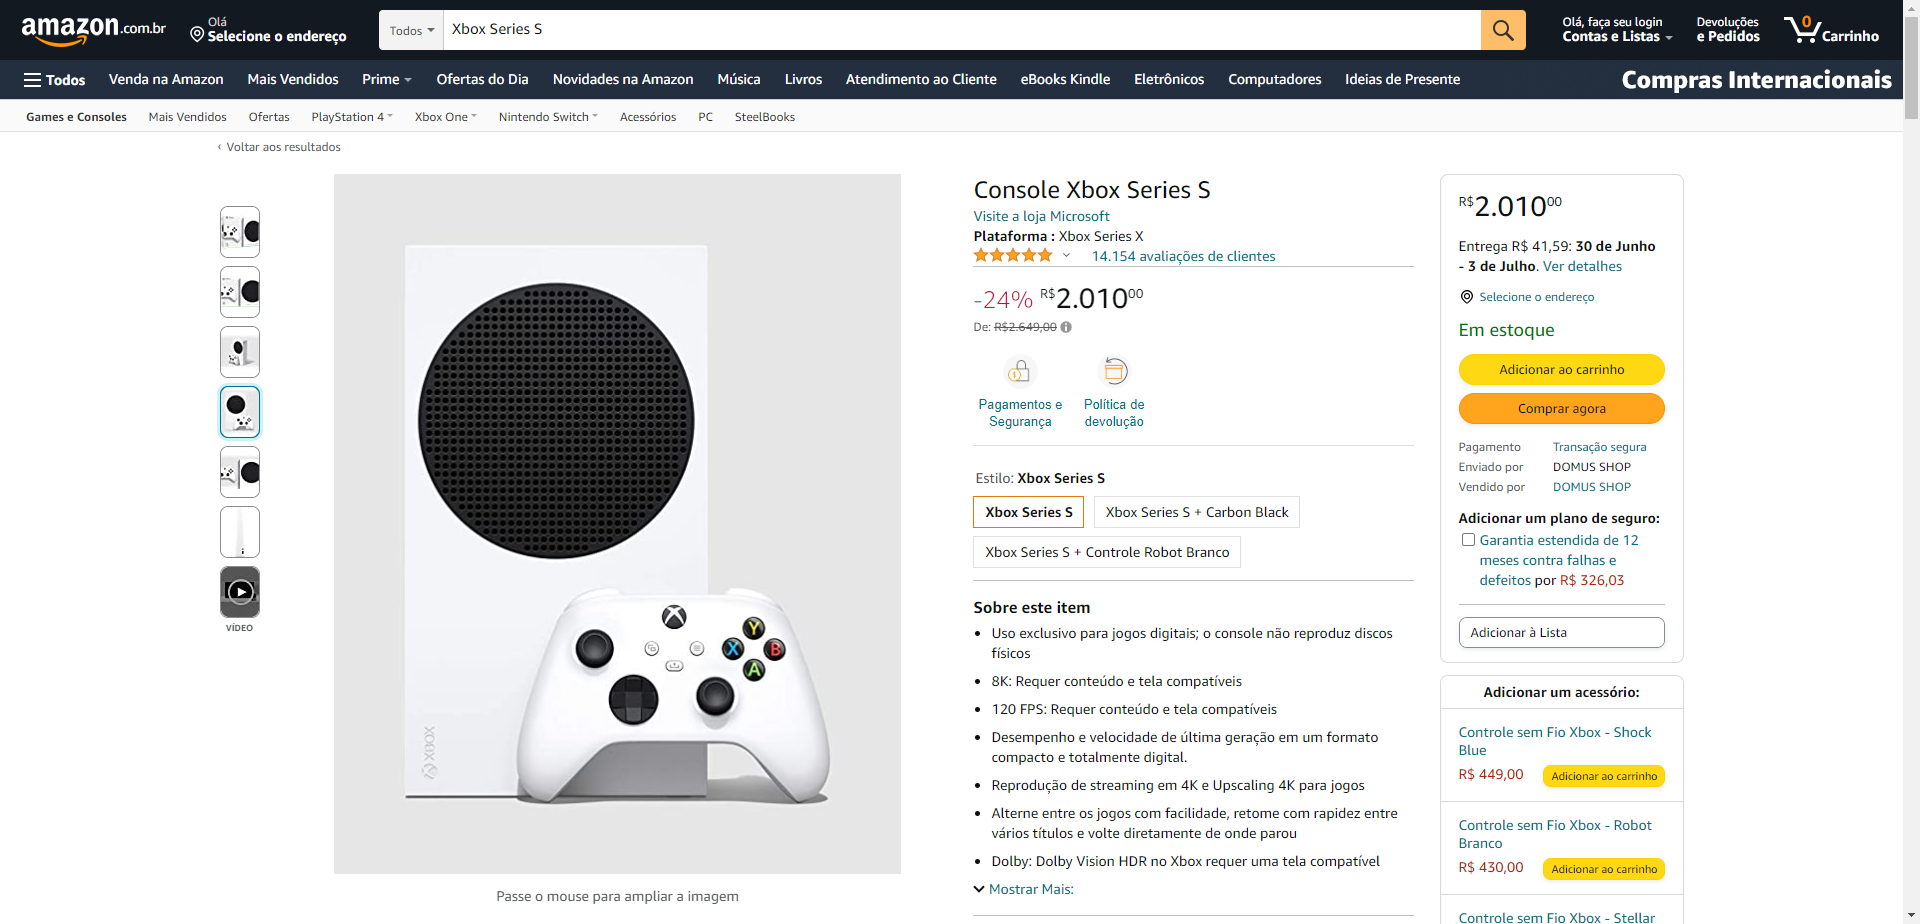 amazon.com.br
Olá
Selecione o endereço
Todos
Xbox Series S
Olá, faça seu login
Contas e Listas
Devoluções
e Pedidos
0
Carrinho
Todos
Venda na Amazon
Mais Vendidos
Prime
Ofertas do Dia
Novidades na Amazon
Música
Livros
Atendimento ao Cliente
eBooks Kindle
Eletrônicos
Computadores
Ideias de Presente
Compras Internacionais
Games e Consoles
Mais Vendidos
Ofertas
PlayStation 4
Xbox One
Nintendo Switch
Acessórios
PC
SteelBooks
‹ Voltar aos resultados
VÍDEO
XBOX
Y
X
B
A
Passe o mouse para ampliar a imagem
Console Xbox Series S
Visite a loja Microsoft
Plataforma : Xbox Series X
14.154 avaliações de clientes
-24% R$2.01000
De: R$2.649,00
Pagamentos e
Segurança
Política de
devolução
Estilo: Xbox Series S
Xbox Series S
Xbox Series S + Carbon Black
Xbox Series S + Controle Robot Branco
Sobre este item
• Uso exclusivo para jogos digitais; o console não reproduz discos
físicos
• 8K: Requer conteúdo e tela compatíveis
• 120 FPS: Requer conteúdo e tela compatíveis
• Desempenho e velocidade de última geração em um formato
compacto e totalmente digital.
• Reprodução de streaming em 4K e Upscaling 4K para jogos
• Alterne entre os jogos com facilidade, retome com rapidez entre
vários títulos e volte diretamente de onde parou
• Dolby: Dolby Vision HDR no Xbox requer uma tela compatível
Mostrar Mais:
R$2.01000
Entrega R$ 41,59: 30 de Junho
- 3 de Julho. Ver detalhes
Selecione o endereço
Em estoque
Adicionar ao carrinho
Comprar agora
Pagamento Transação segura
Enviado por DOMUS SHOP
Vendido por DOMUS SHOP
Adicionar um plano de seguro:
Garantia estendida de 12
meses contra falhas e
defeitos por R$ 326,03
Adicionar à Lista
Adicionar um acessório:
Controle sem Fio Xbox - Shock
Blue
R$ 449,00
Adicionar ao carrinho
Controle sem Fio Xbox - Robot
Branco
R$ 430,00
Adicionar ao carrinho
Controle sem Fio Xbox - Stellar